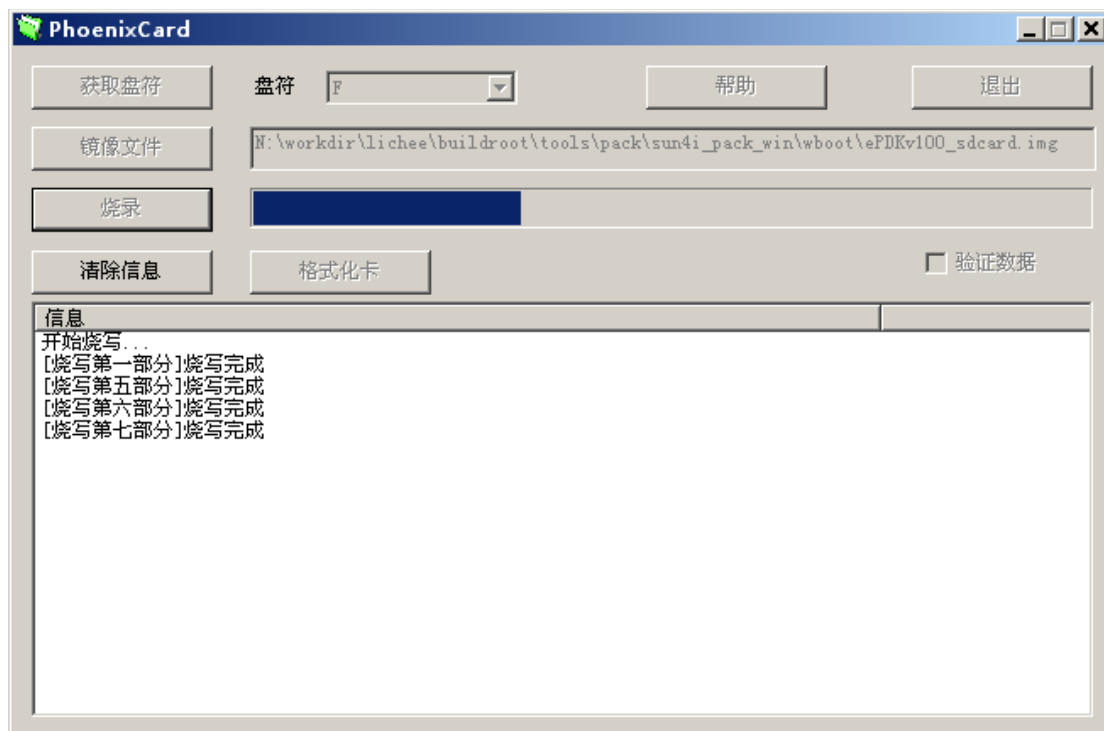 PhoenixCard
获取盘符 盘符 F 帮助 退出
镜像文件 N:\workdir\lichee\buildroot\tools\pack\sun4i_pack_win\wboot\ePDKv100_sdcard.img
烧录
清除信息 格式化卡 验证数据
信息
开始烧写...
[烧写第一部分]烧写完成
[烧写第五部分]烧写完成
[烧写第六部分]烧写完成
[烧写第七部分]烧写完成